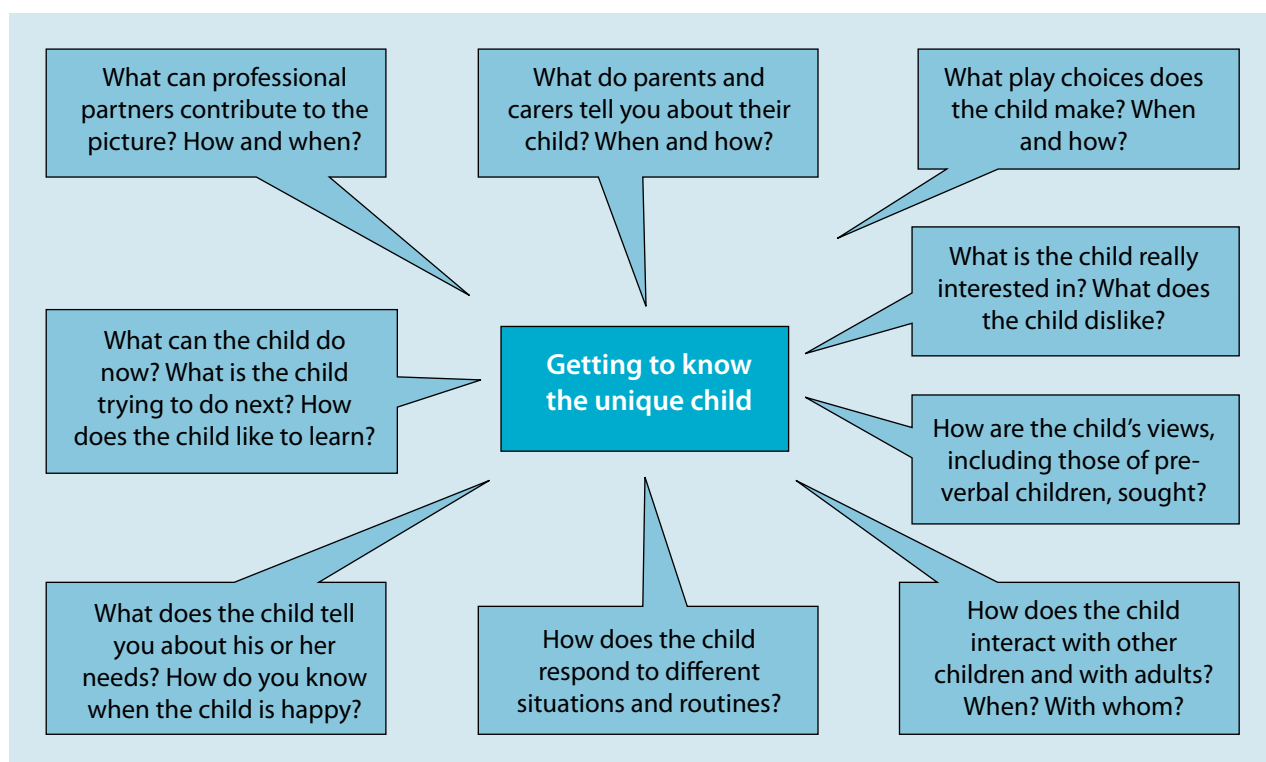 What can professional
partners contribute to the
picture? How and when?
What do parents and
carers tell you about their
child? When and how?
What play choices does
the child make? When
and how?
What is the child really
interested in? What does
the child dislike?
What can the child do
now? What is the child
trying to do next? How
does the child like to learn?
Getting to know
the unique child
How are the child’s views,
including those of pre-
verbal children, sought?
What does the child tell
you about his or her
needs? How do you know
when the child is happy?
How does the child
respond to different
situations and routines?
How does the child
interact with other
children and with adults?
When? With whom?